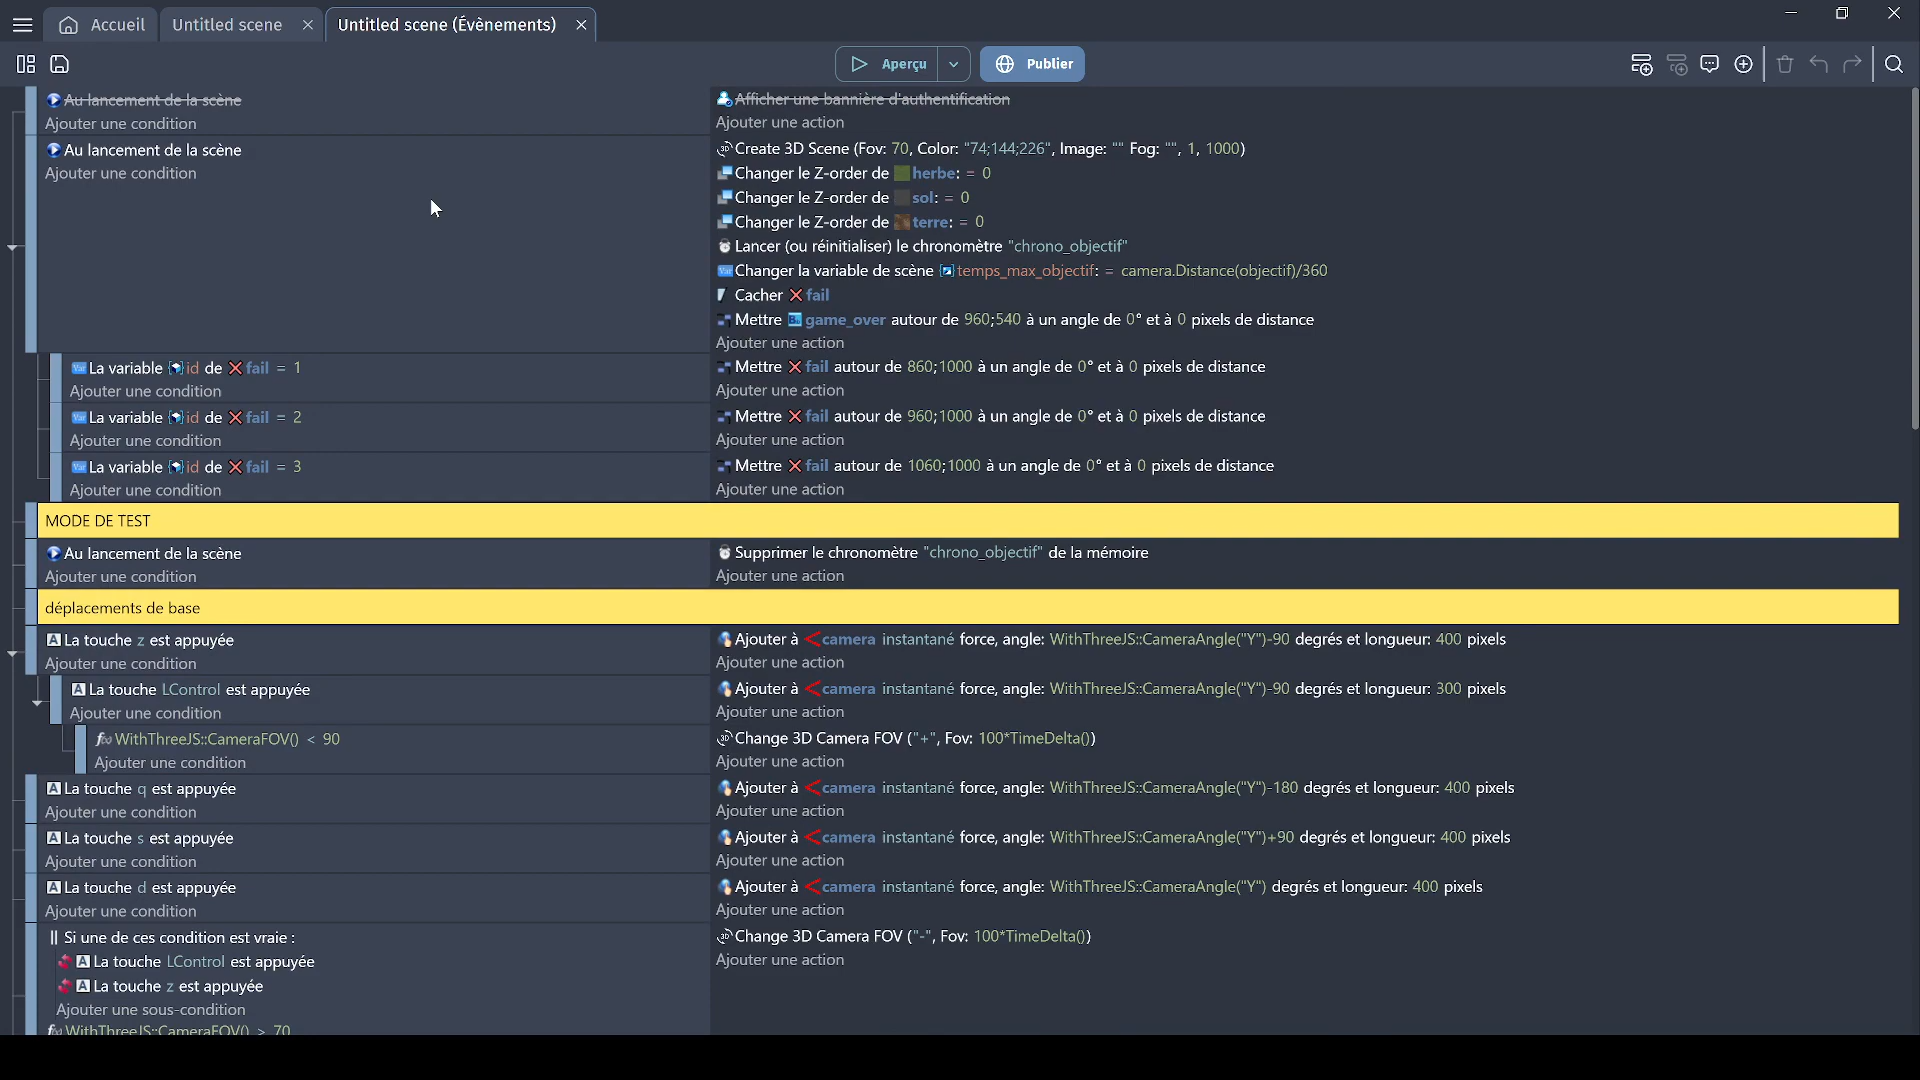 Accueil
Untitled scene
Untitled scene (Évènements)
Aperçu
Publier
Au lancement de la scène
Afficher une bannière d'authentification
Ajouter une condition
Ajouter une action
Au lancement de la scène
Create 3D Scene (Fov: 70, Color: "74;144;226", Image: "" Fog: "", 1, 1000)
Ajouter une condition
Changer le Z-order de herbe: = 0
Changer le Z-order de sol: = 0
Changer le Z-order de terre: = 0
Lancer (ou réinitialiser) le chronomètre "chrono_objectif"
Changer la variable de scène temps_max_objectif: = camera.Distance(objectif)/360
Cacher fail
Mettre game_over autour de 960;540 à un angle de 0° et à 0 pixels de distance
Ajouter une action
La variable id de fail = 1
Mettre fail autour de 860;1000 à un angle de 0° et à 0 pixels de distance
Ajouter une condition
Ajouter une action
La variable id de fail = 2
Mettre fail autour de 960;1000 à un angle de 0° et à 0 pixels de distance
Ajouter une condition
Ajouter une action
La variable id de fail = 3
Mettre fail autour de 1060;1000 à un angle de 0° et à 0 pixels de distance
Ajouter une condition
Ajouter une action
MODE DE TEST
Au lancement de la scène
Supprimer le chronomètre "chrono_objectif" de la mémoire
Ajouter une condition
Ajouter une action
déplacements de base
La touche z est appuyée
Ajouter à camera instantané force, angle: WithThreeJS::CameraAngle("Y")-90 degrés et longueur: 400 pixels
Ajouter une condition
Ajouter une action
La touche LControl est appuyée
Ajouter à camera instantané force, angle: WithThreeJS::CameraAngle("Y")-90 degrés et longueur: 300 pixels
Ajouter une condition
Ajouter une action
WithThreeJS::CameraFOV() < 90
Change 3D Camera FOV ("+", Fov: 100*TimeDelta())
Ajouter une condition
Ajouter une action
La touche q est appuyée
Ajouter à camera instantané force, angle: WithThreeJS::CameraAngle("Y")-180 degrés et longueur: 400 pixels
Ajouter une condition
Ajouter une action
La touche s est appuyée
Ajouter à camera instantané force, angle: WithThreeJS::CameraAngle("Y")+90 degrés et longueur: 400 pixels
Ajouter une condition
Ajouter une action
La touche d est appuyée
Ajouter à camera instantané force, angle: WithThreeJS::CameraAngle("Y") degrés et longueur: 400 pixels
Ajouter une condition
Ajouter une action
Si une de ces condition est vraie :
Change 3D Camera FOV ("-", Fov: 100*TimeDelta())
La touche LControl est appuyée
Ajouter une action
La touche z est appuyée
Ajouter une sous-condition
WithThreeJS::CameraFOV() > 70